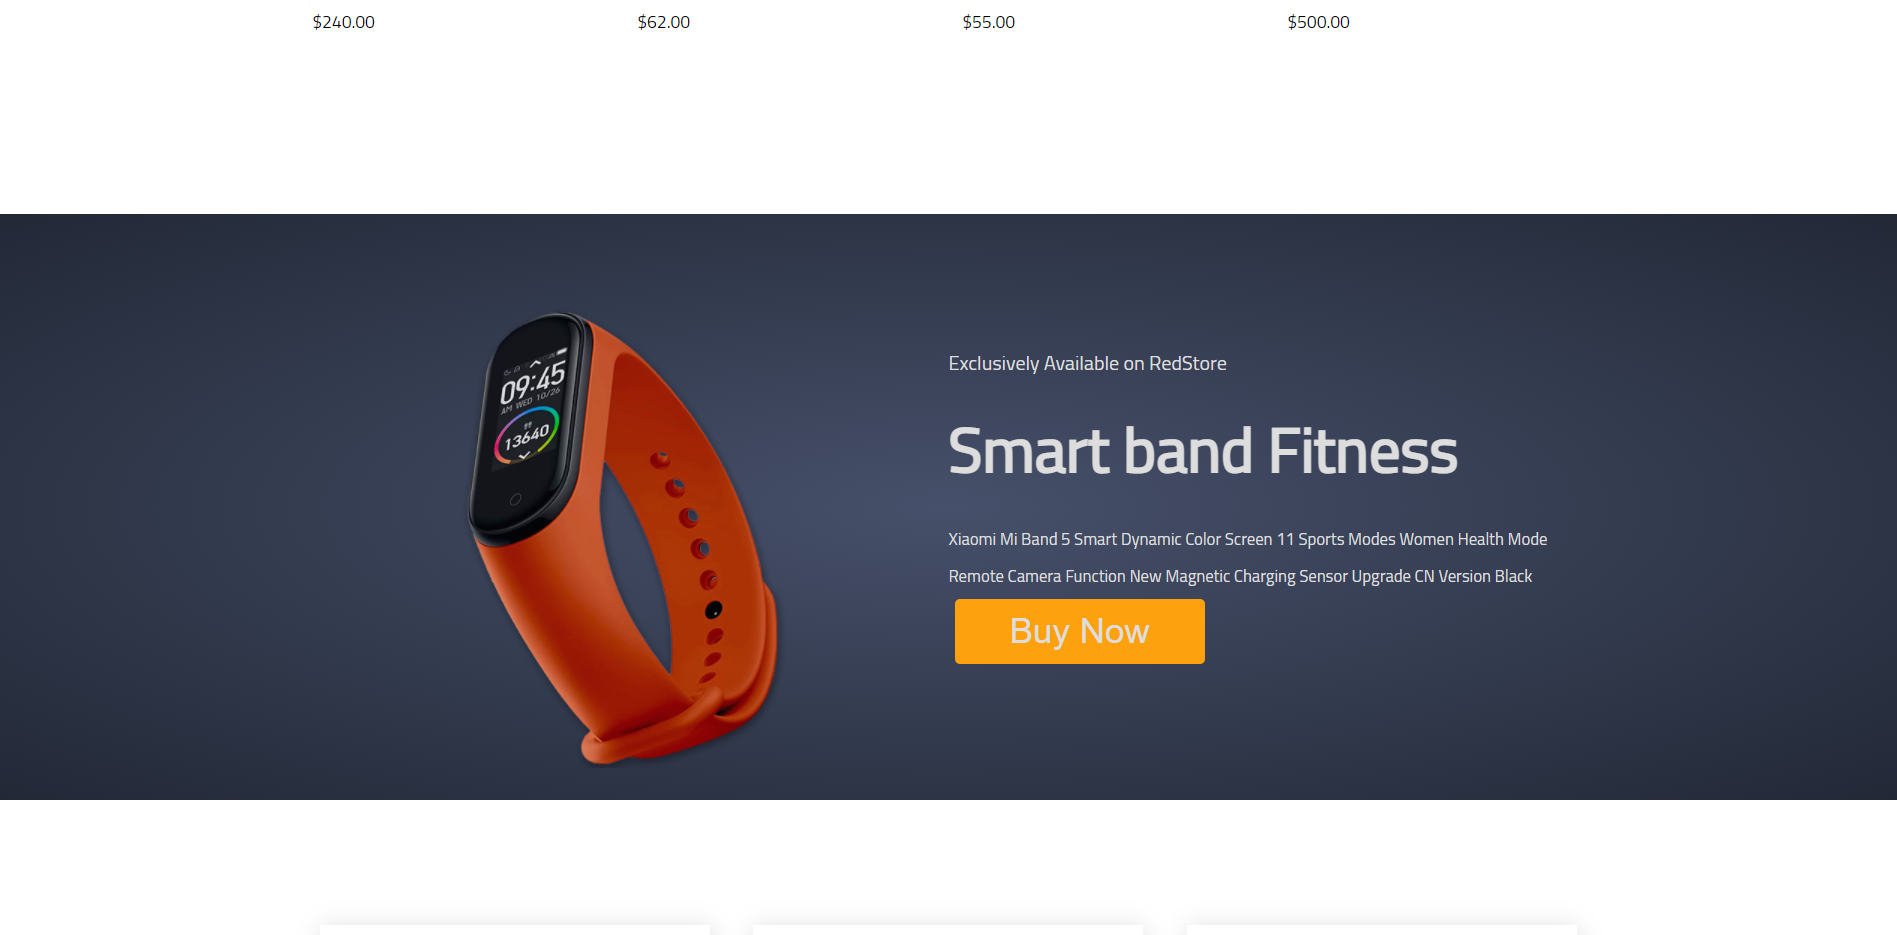 $240.00 $62.00 $55.00 $500.00
09:45
AM WED 10/26
13640
Exclusively Available on RedStore
Smart band Fitness
Xiaomi Mi Band 5 Smart Dynamic Color Screen 11 Sports Modes Women Health Mode
Remote Camera Function New Magnetic Charging Sensor Upgrade CN Version Black
Buy Now